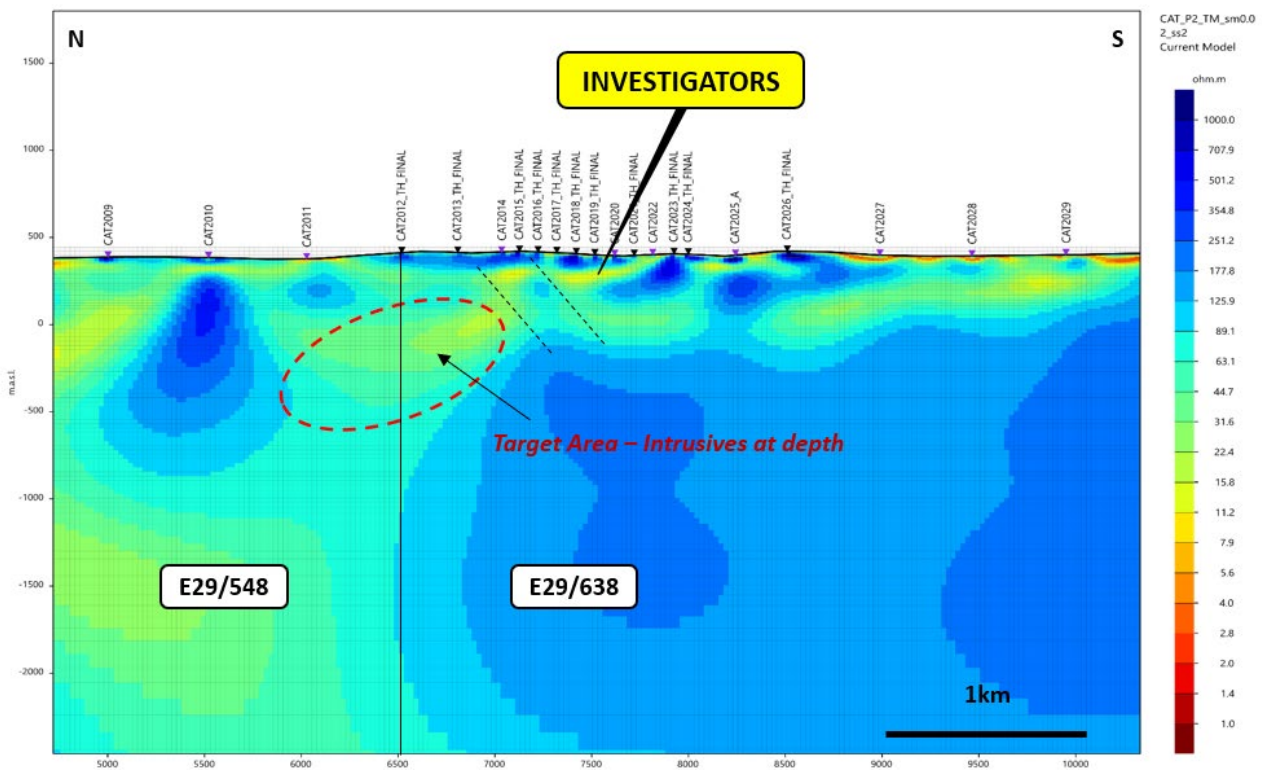 CAT_P2_TM_sm0.0
2_ss2
Current Model
N
S
INVESTIGATORS
ohm.m
1000.0
707.9
501.2
354.8
251.2
177.8
125.9
89.1
63.1
44.7
31.6
22.4
15.8
11.2
7.9
5.6
4.0
2.8
2.0
1.4
1.0
1500
1000
500
0
-500
-1000
-1500
-2000
m.a.s.l.
CAT2009
CAT2010
CAT2011
CAT2012_TH_FINAL
CAT2013_TH_FINAL
CAT2014
CAT2015_TH_FINAL
CAT2016_TH_FINAL
CAT2017_TH_FINAL
CAT2018_TH_FINAL
CAT2019_TH_FINAL
CAT2020
CAT2022
CAT2023_TH_FINAL
CAT2024_TH_FINAL
CAT2025_A
CAT2026_TH_FINAL
CAT2027
CAT2028
CAT2029
Target Area – Intrusives at depth
E29/548
E29/638
1km
5000
5500
6000
6500
7000
7500
8000
8500
9000
9500
10000